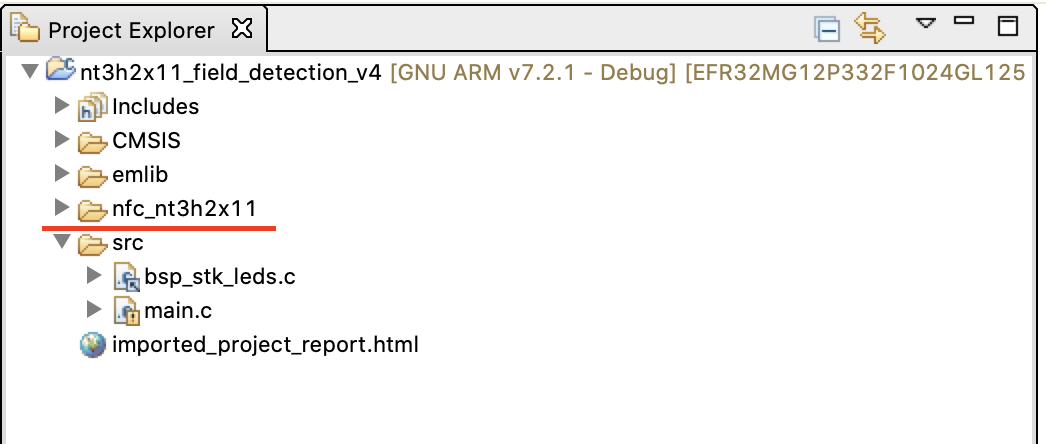 Project Explorer
nt3h2x11_field_detection_v4 [GNU ARM v7.2.1 - Debug] [EFR32MG12P332F1024GL125
Includes
CMSIS
emlib
nfc_nt3h2x11
src
bsp_stk_leds.c
main.c
imported_project_report.html